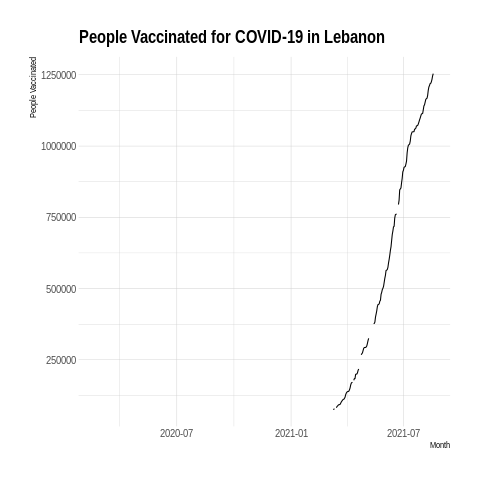 People Vaccinated for COVID-19 in Lebanon
People Vaccinated
1250000
1000000
750000
500000
250000
2020-07
2021-01
2021-07
Month